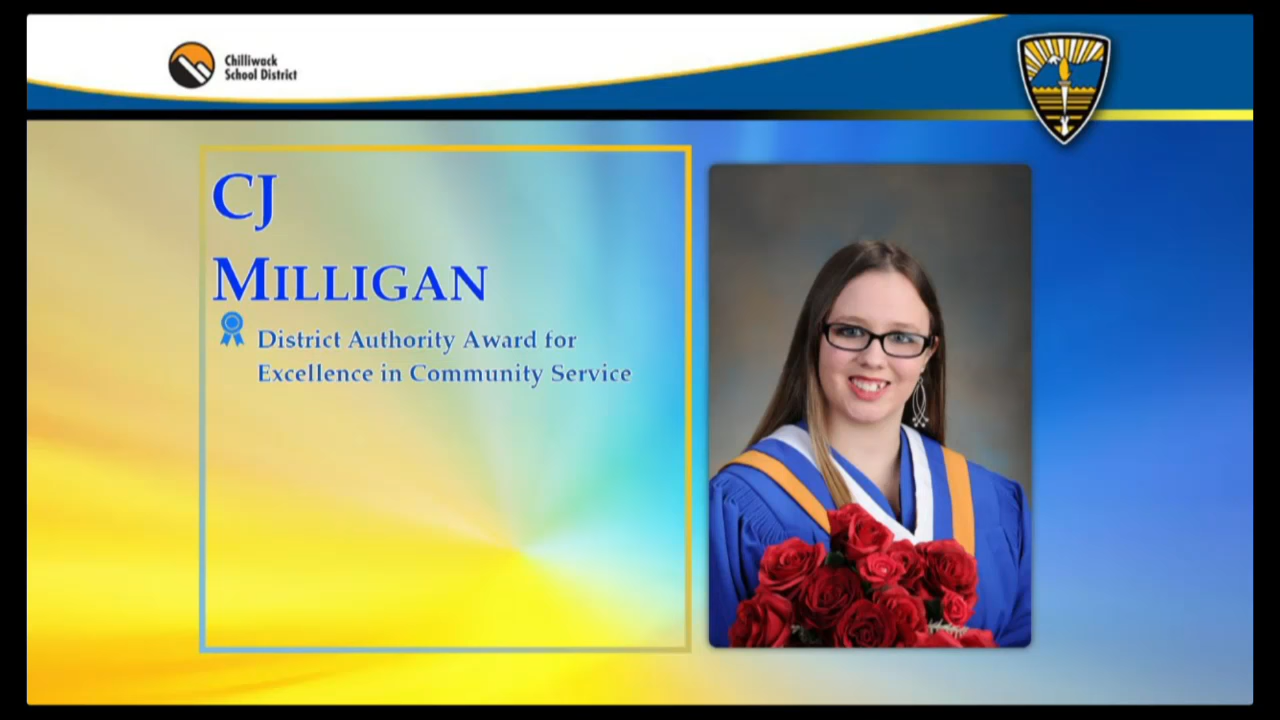 Chilliwack
School District
CJ
MILLIGAN
District Authority Award for
Excellence in Community Service